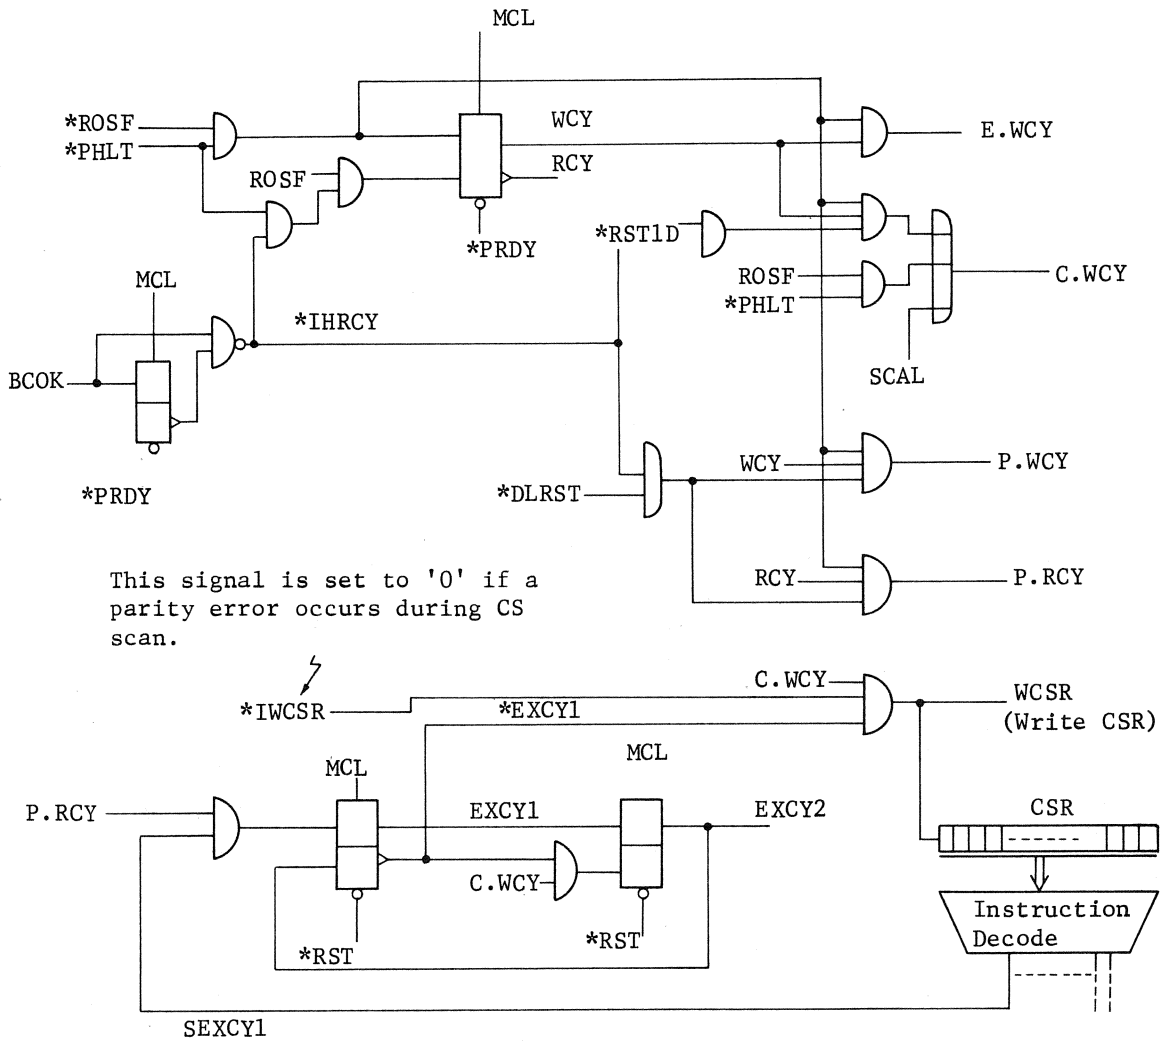 MCL
*ROSF
WCY
E.WCY
*PHLT
RCY
ROSF
*RST1D
*PRDY
MCL
ROSF
*PHLT
C.WCY
*IHRCY
BCOK
SCAL
WCY
P.WCY
*PRDY
*DLRST
This signal is set to '0' if a
parity error occurs during CS
scan.
RCY
P.RCY
C.WCY
*IWCSR
*EXCY1
WCSR
(Write CSR)
MCL
MCL
P.RCY
EXCY1
EXCY2
CSR
C.WCY
*RST
*RST
Instruction
Decode
SEXCY1